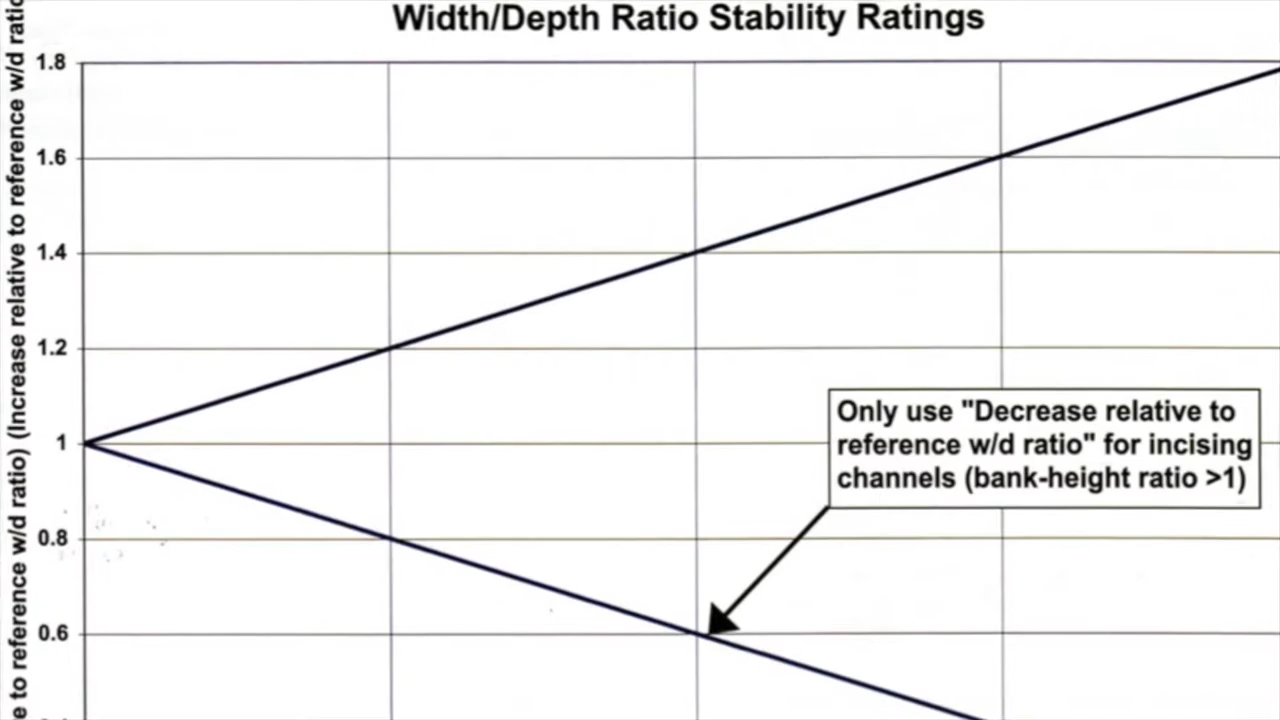 Width/Depth Ratio Stability Ratings
e to reference w/d ratio) (Increase relative to reference w/d ratio
1.8
1.6
1.4
1.2
1
0.8
0.6
Only use "Decrease relative to
reference w/d ratio" for incising
channels (bank-height ratio >1)